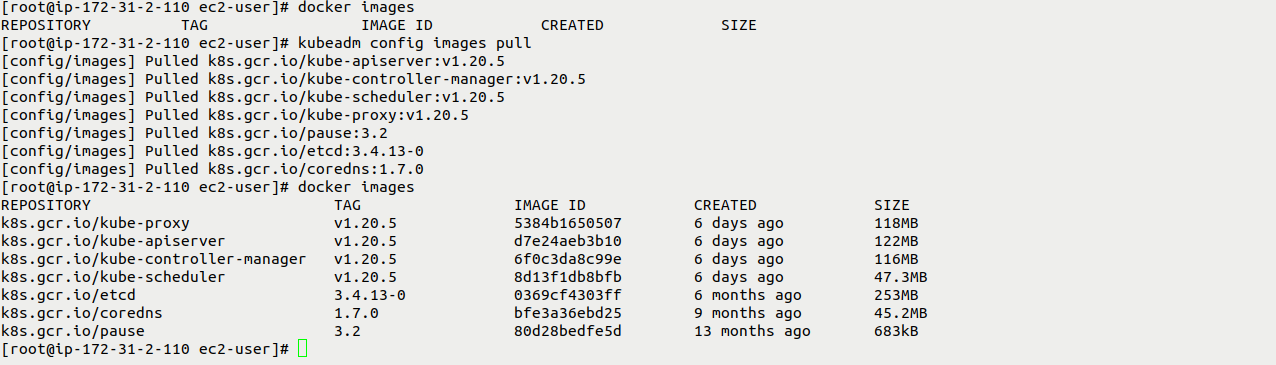 [root@ip-172-31-2-110 ec2-user]# docker images
REPOSITORY          TAG                 IMAGE ID            CREATED             SIZE
[root@ip-172-31-2-110 ec2-user]# kubeadm config images pull
[config/images] Pulled k8s.gcr.io/kube-apiserver:v1.20.5
[config/images] Pulled k8s.gcr.io/kube-controller-manager:v1.20.5
[config/images] Pulled k8s.gcr.io/kube-scheduler:v1.20.5
[config/images] Pulled k8s.gcr.io/kube-proxy:v1.20.5
[config/images] Pulled k8s.gcr.io/pause:3.2
[config/images] Pulled k8s.gcr.io/etcd:3.4.13-0
[config/images] Pulled k8s.gcr.io/coredns:1.7.0
[root@ip-172-31-2-110 ec2-user]# docker images
REPOSITORY                           TAG                 IMAGE ID            CREATED             SIZE
k8s.gcr.io/kube-proxy                v1.20.5             5384b1650507        6 days ago          118MB
k8s.gcr.io/kube-apiserver            v1.20.5             d7e24aeb3b10        6 days ago          122MB
k8s.gcr.io/kube-controller-manager   v1.20.5             6f0c3da8c99e        6 days ago          116MB
k8s.gcr.io/kube-scheduler            v1.20.5             8d13f1db8bfb        6 days ago          47.3MB
k8s.gcr.io/etcd                      3.4.13-0            0369cf4303ff        6 months ago        253MB
k8s.gcr.io/coredns                   1.7.0               bfe3a36ebd25        9 months ago        45.2MB
k8s.gcr.io/pause                     3.2                 80d28bedfe5d        13 months ago       683kB
[root@ip-172-31-2-110 ec2-user]#